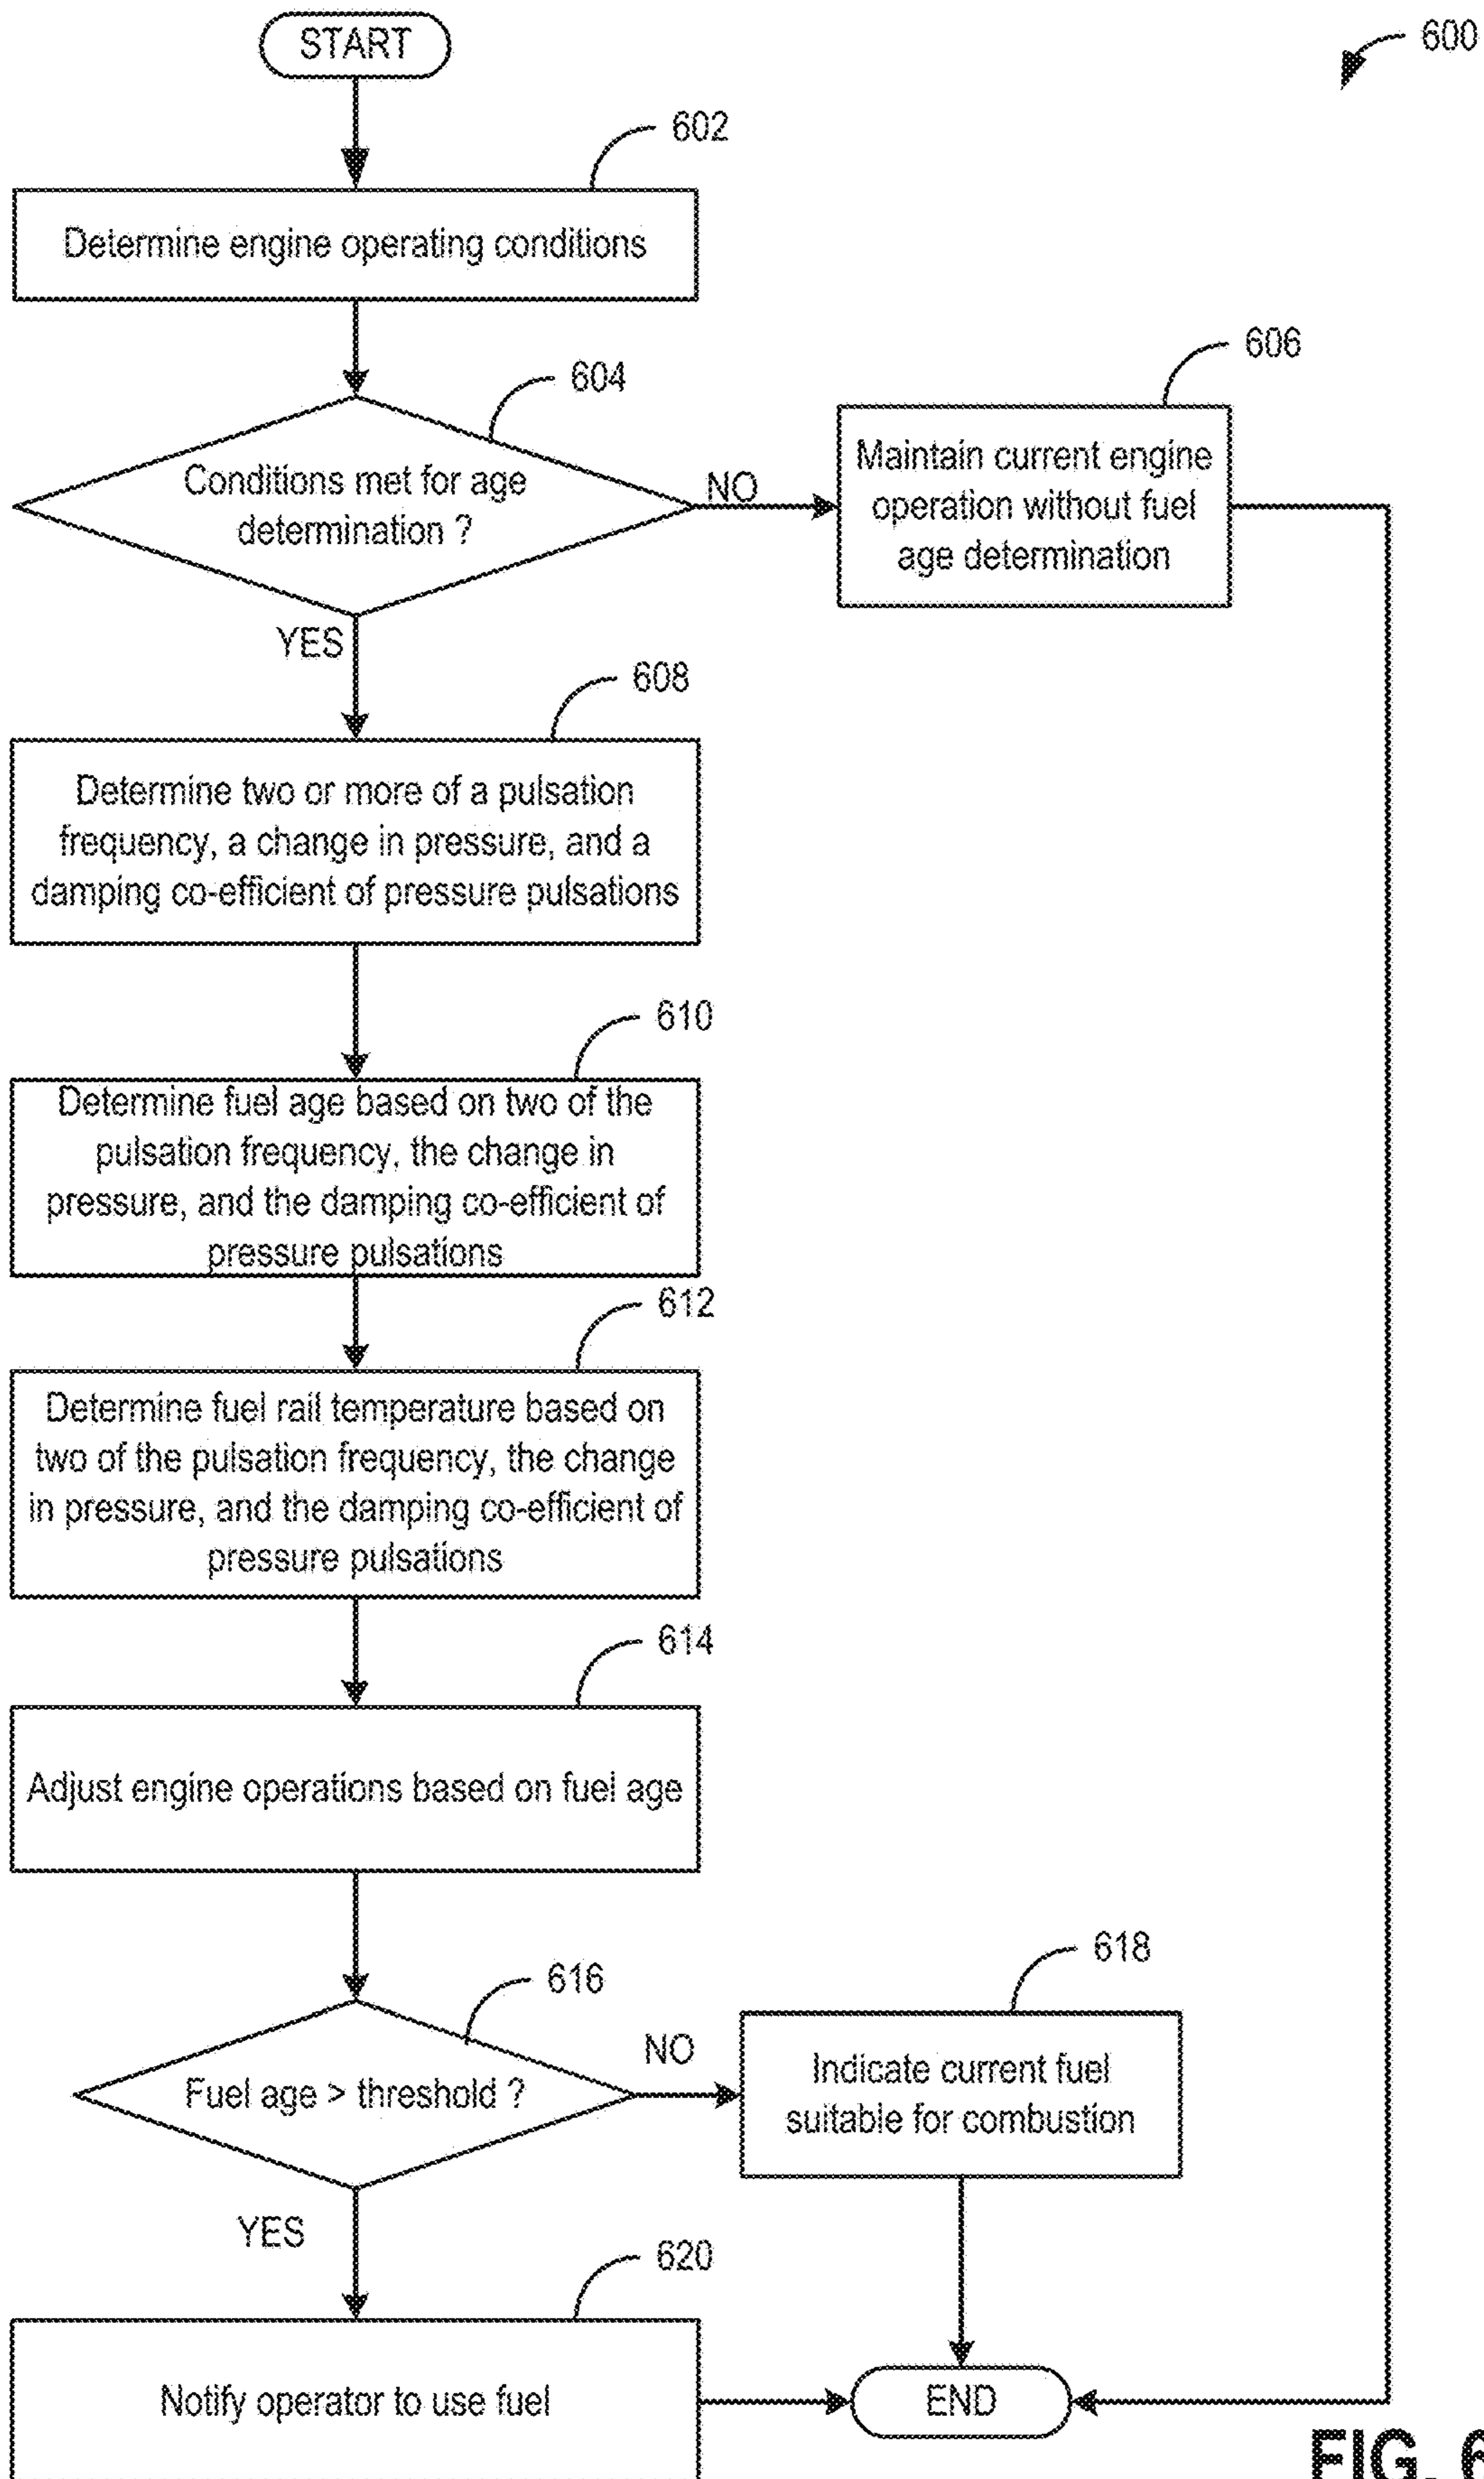 START
600
602
Determine engine operating conditions
604
606
Conditions met for age
determination ?
NO
Maintain current engine
operation without fuel
age determination
YES
608
Determine two or more of a pulsation
frequency, a change in pressure, and a
damping co-efficient of pressure pulsations
610
Determine fuel age based on two of the
pulsation frequency, the change in
pressure, and the damping co-efficient of
pressure pulsations
612
Determine fuel rail temperature based on
two of the pulsation frequency, the change
in pressure, and the damping co-efficient of
pressure pulsations
614
Adjust engine operations based on fuel age
616
618
Fuel age > threshold ?
NO
Indicate current fuel
suitable for combustion
YES
620
Notify operator to use fuel
END
FIG. 6